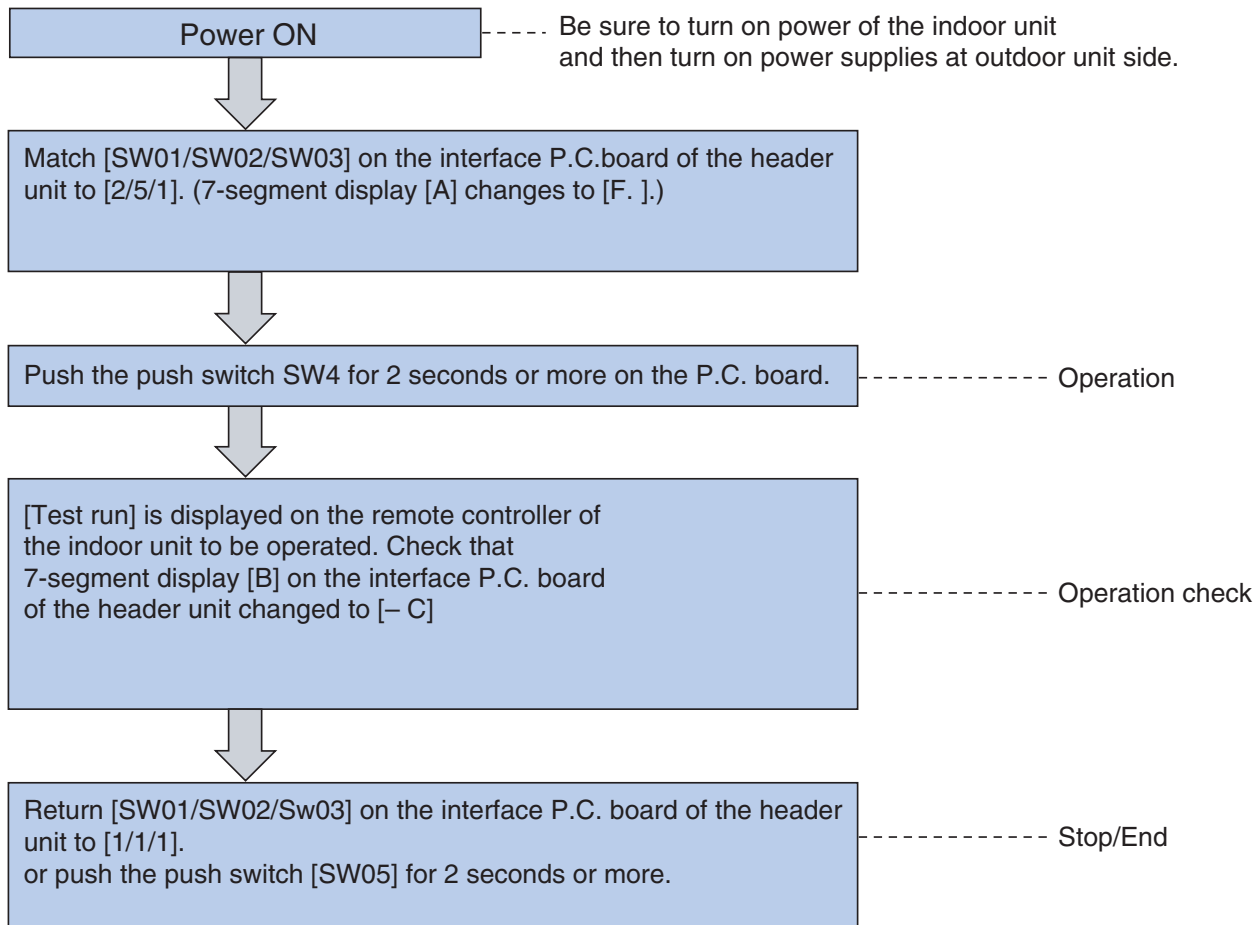 Power ON
Be sure to turn on power of the indoor unit
and then turn on power supplies at outdoor unit side.
Match [SW01/SW02/SW03] on the interface P.C.board of the header
unit to [2/5/1]. (7-segment display [A] changes to [F. ].)
Push the push switch SW4 for 2 seconds or more on the P.C. board.
Operation
[Test run] is displayed on the remote controller of
the indoor unit to be operated. Check that
7-segment display [B] on the interface P.C. board
of the header unit changed to [– C]
Operation check
Return [SW01/SW02/Sw03] on the interface P.C. board of the header
unit to [1/1/1].
or push the push switch [SW05] for 2 seconds or more.
Stop/End